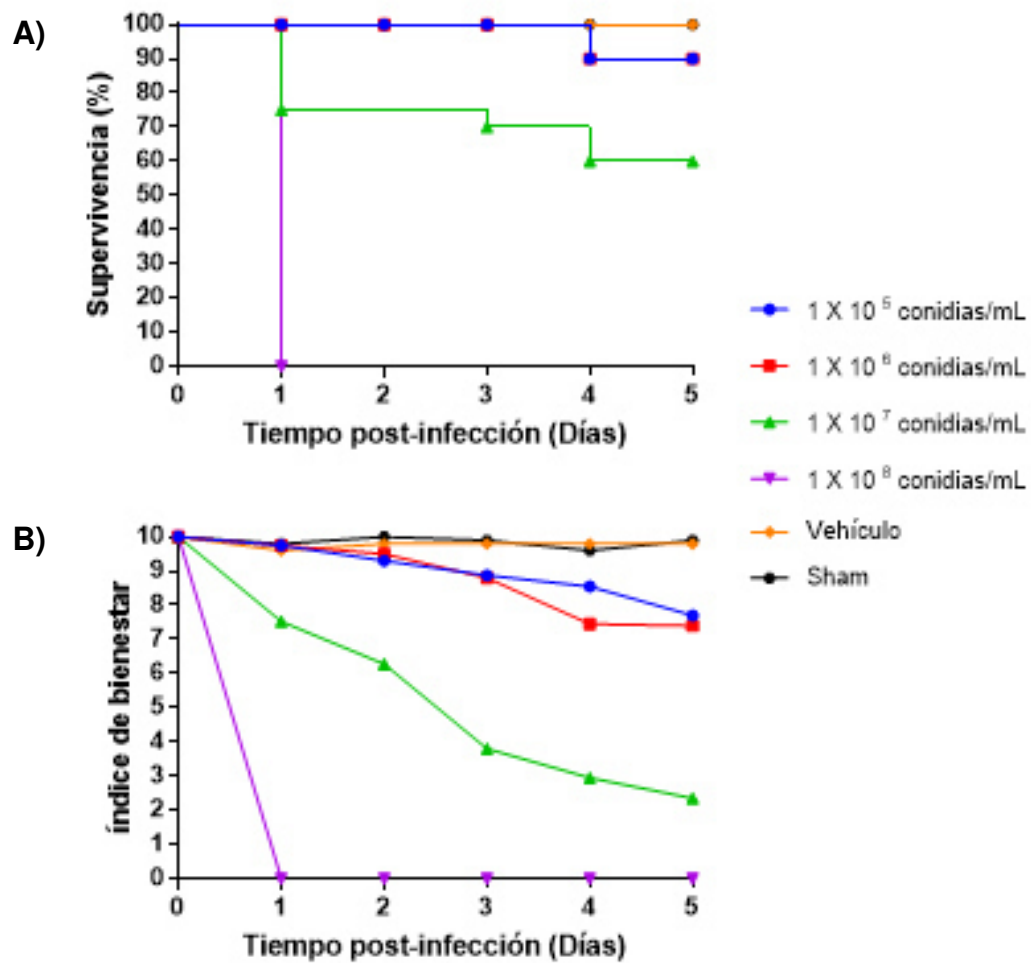 A)
Supervivencia (%)
100
90
80
70
60
50
40
30
20
10
0
0 1 2 3 4 5
Tiempo post-infección (Días)
1 X 10 5 conidias/mL
1 X 10 6 conidias/mL
1 X 10 7 conidias/mL
1 X 10 8 conidias/mL
Vehículo
Sham
B)
índice de bienestar
10
9
8
7
6
5
4
3
2
1
0
0 1 2 3 4 5
Tiempo post-infección (Días)